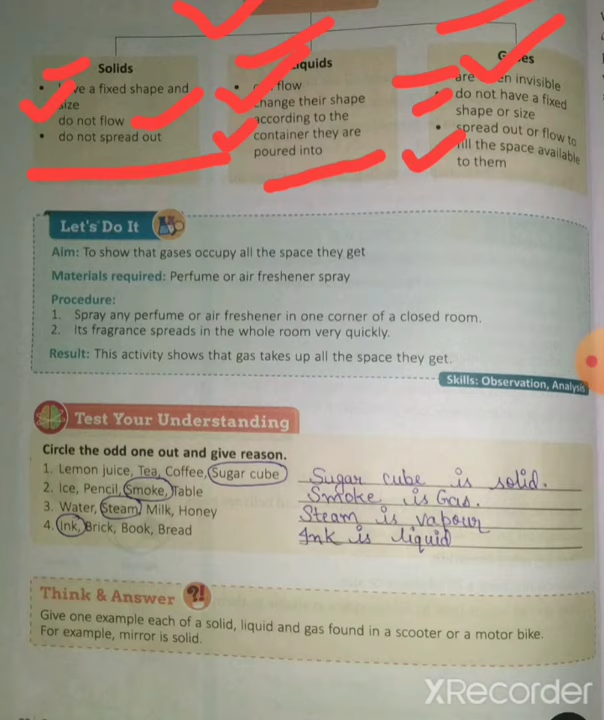 Solids
Liquids
Gases
have a fixed shape and
size
do not flow
do not spread out
flow
change their shape
according to the
container they are
poured into
are invisible
do not have a fixed
shape or size
spread out or flow to
fill the space available
to them
Let's Do It
Aim: To show that gases occupy all the space they get
Materials required: Perfume or air freshener spray
Procedure:
1. Spray any perfume or air freshener in one corner of a closed room.
2. Its fragrance spreads in the whole room very quickly.
Result: This activity shows that gas takes up all the space they get.
Skills: Observation, Analysis
Test Your Understanding
Circle the odd one out and give reason.
1. Lemon juice, Tea, Coffee, Sugar cube Sugar cube is solid.
2. Ice, Pencil, Smoke, Table Smoke is Gas.
3. Water, Steam, Milk, Honey Steam is vapour
4. Ink, Brick, Book, Bread Ink is liquid
Think & Answer ?!
Give one example each of a solid, liquid and gas found in a scooter or a motor bike.
For example, mirror is solid.
XRecorder